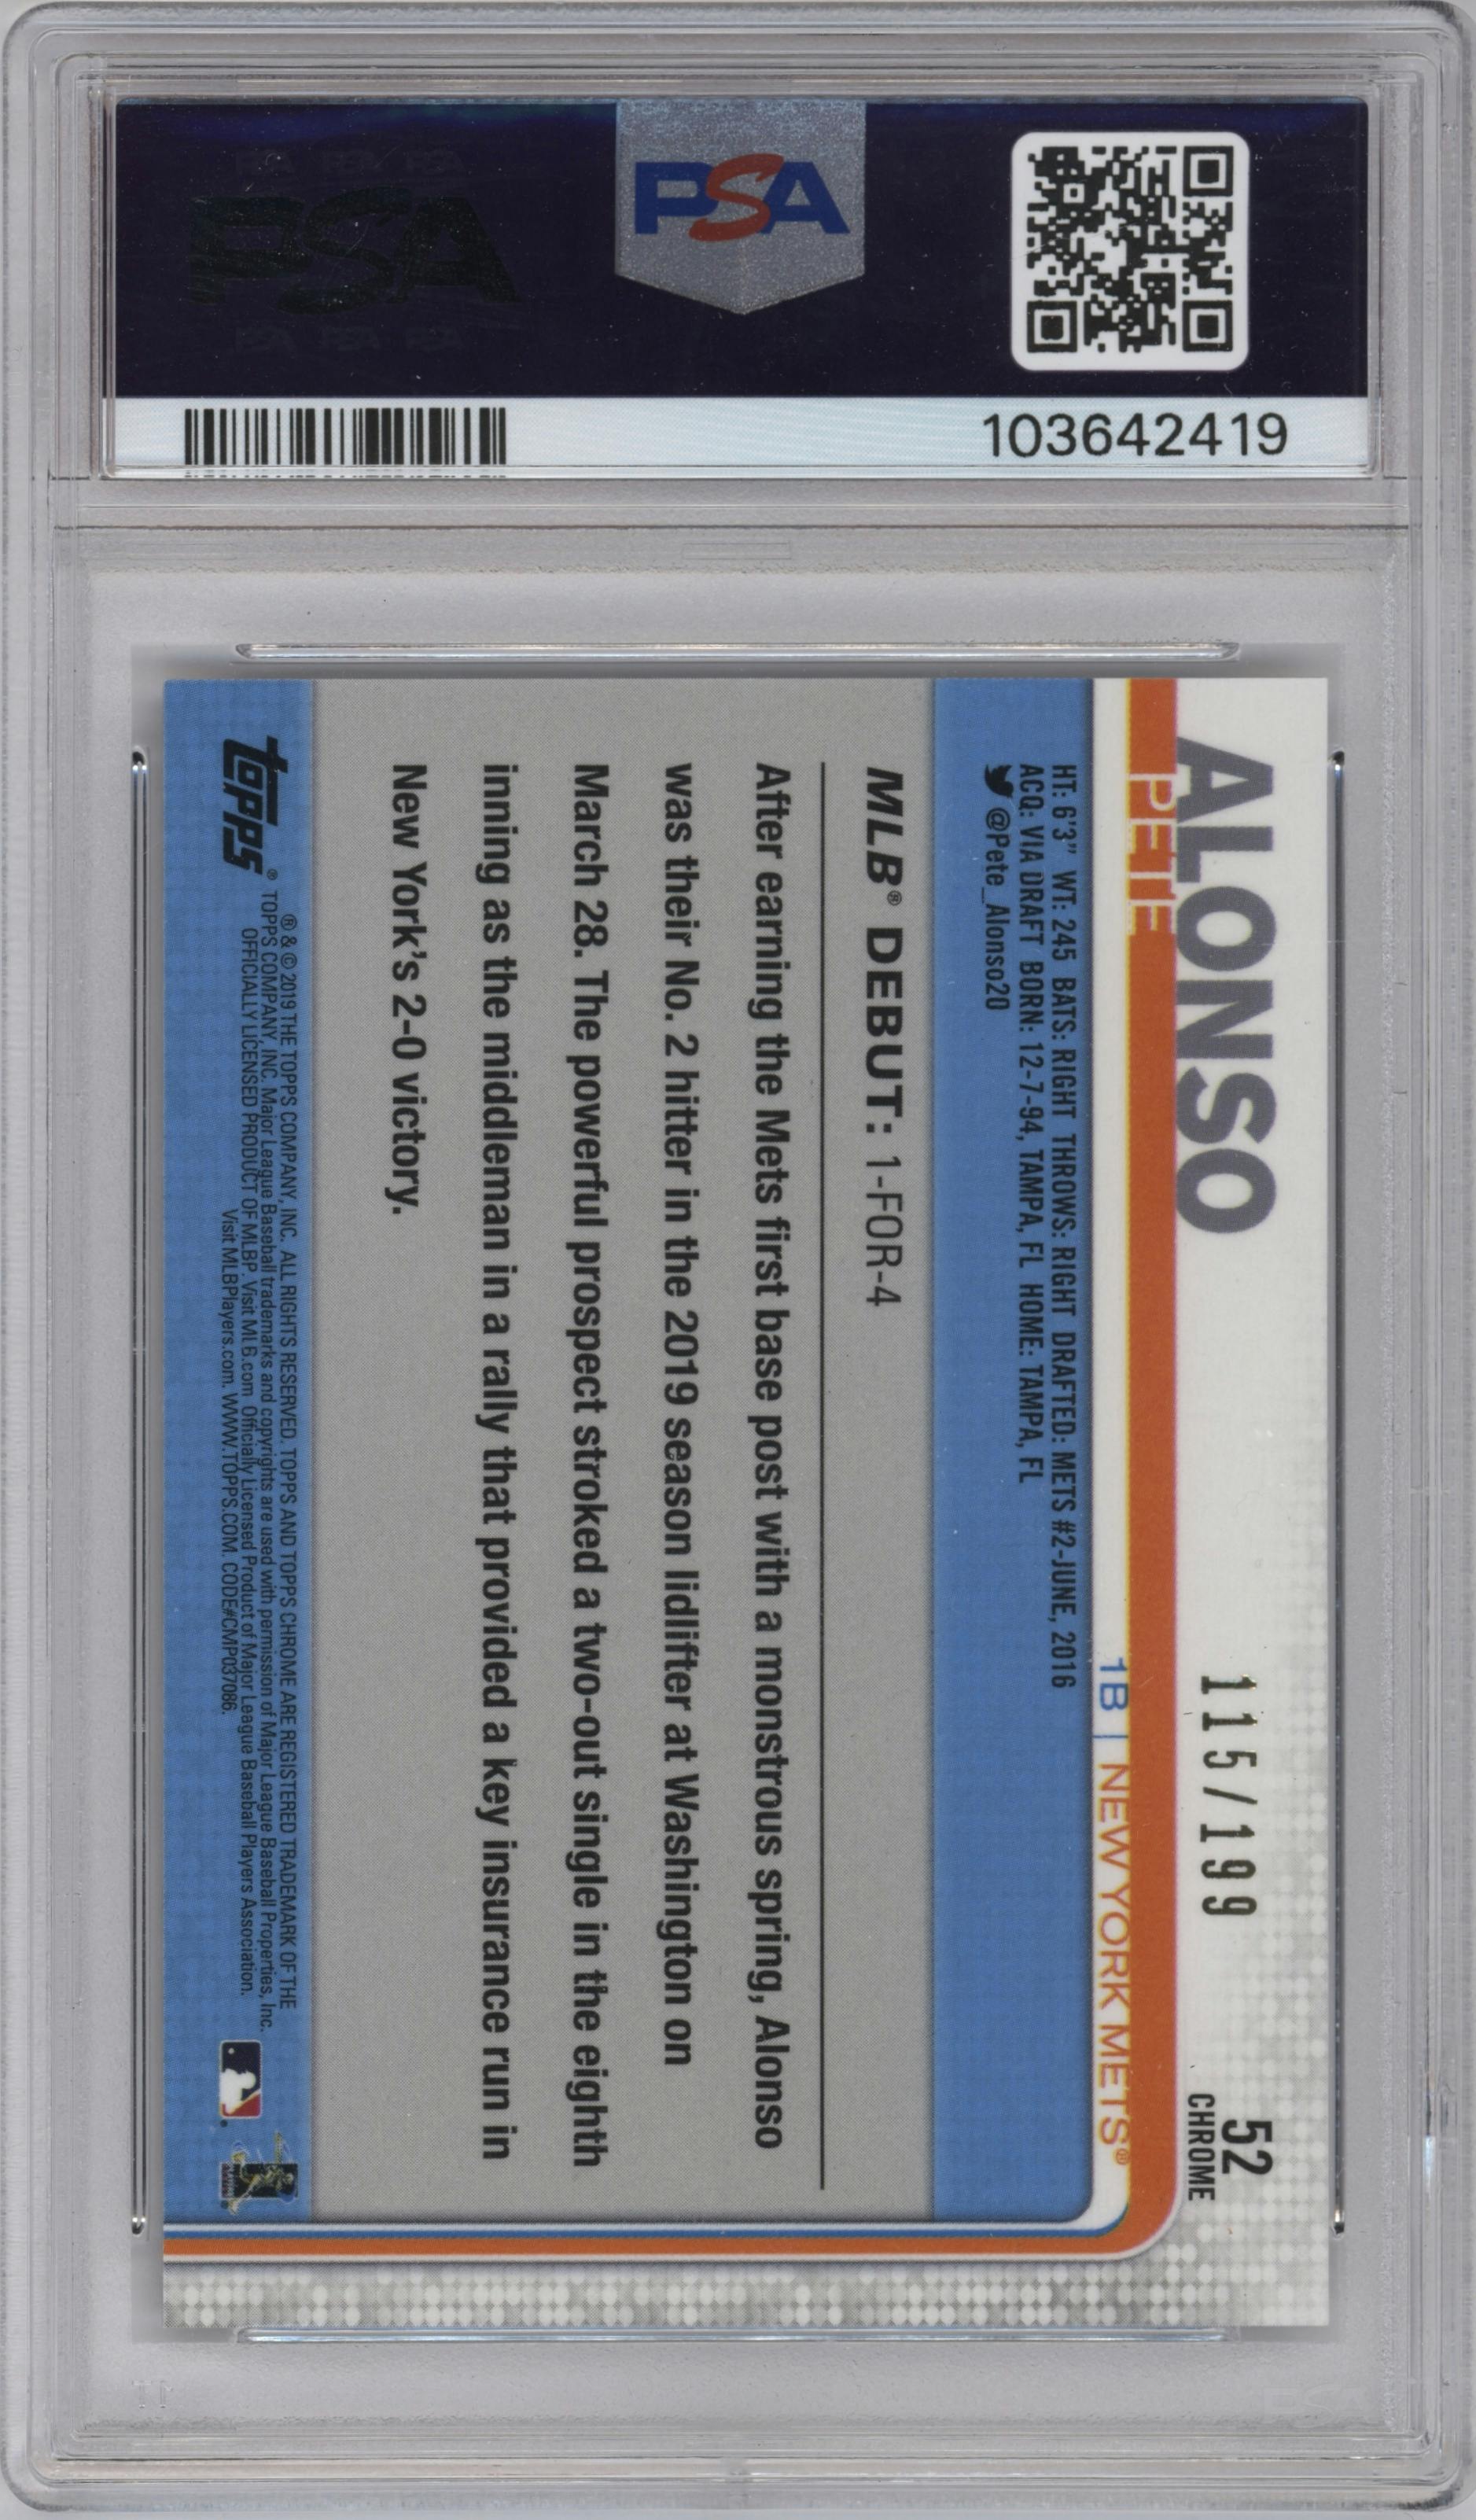 PSA
PSA
103642419
ALONSO
PETE
115/199
52
CHROME
1B | NEW YORK METS®
HT: 6'3" WT: 245 BATS: RIGHT THROWS: RIGHT DRAFTED: METS #2-JUNE, 2016
ACQ: VIA DRAFT BORN: 12-7-94, TAMPA, FL HOME: TAMPA, FL
@Pete_Alonso20
MLB® DEBUT: 1-FOR-4
After earning the Mets first base post with a monstrous spring, Alonso
was their No. 2 hitter in the 2019 season lidlifter at Washington on
March 28. The powerful prospect stroked a two-out single in the eighth
inning as the middleman in a rally that provided a key insurance run in
New York's 2-0 victory.
topps®
® & © 2019 THE TOPPS COMPANY, INC. ALL RIGHTS RESERVED. TOPPS AND TOPPS CHROME ARE REGISTERED TRADEMARK OF THE
TOPPS COMPANY, INC. Major League Baseball trademarks and copyrights are used with permission of Major League Baseball Properties, Inc.
OFFICIALLY LICENSED PRODUCT OF MLBP. Visit MLB.com Officially Licensed Product of Major League Baseball Players Association.
Visit MLBPlayers.com. WWW.TOPPS.COM. CODE#CMP037086.